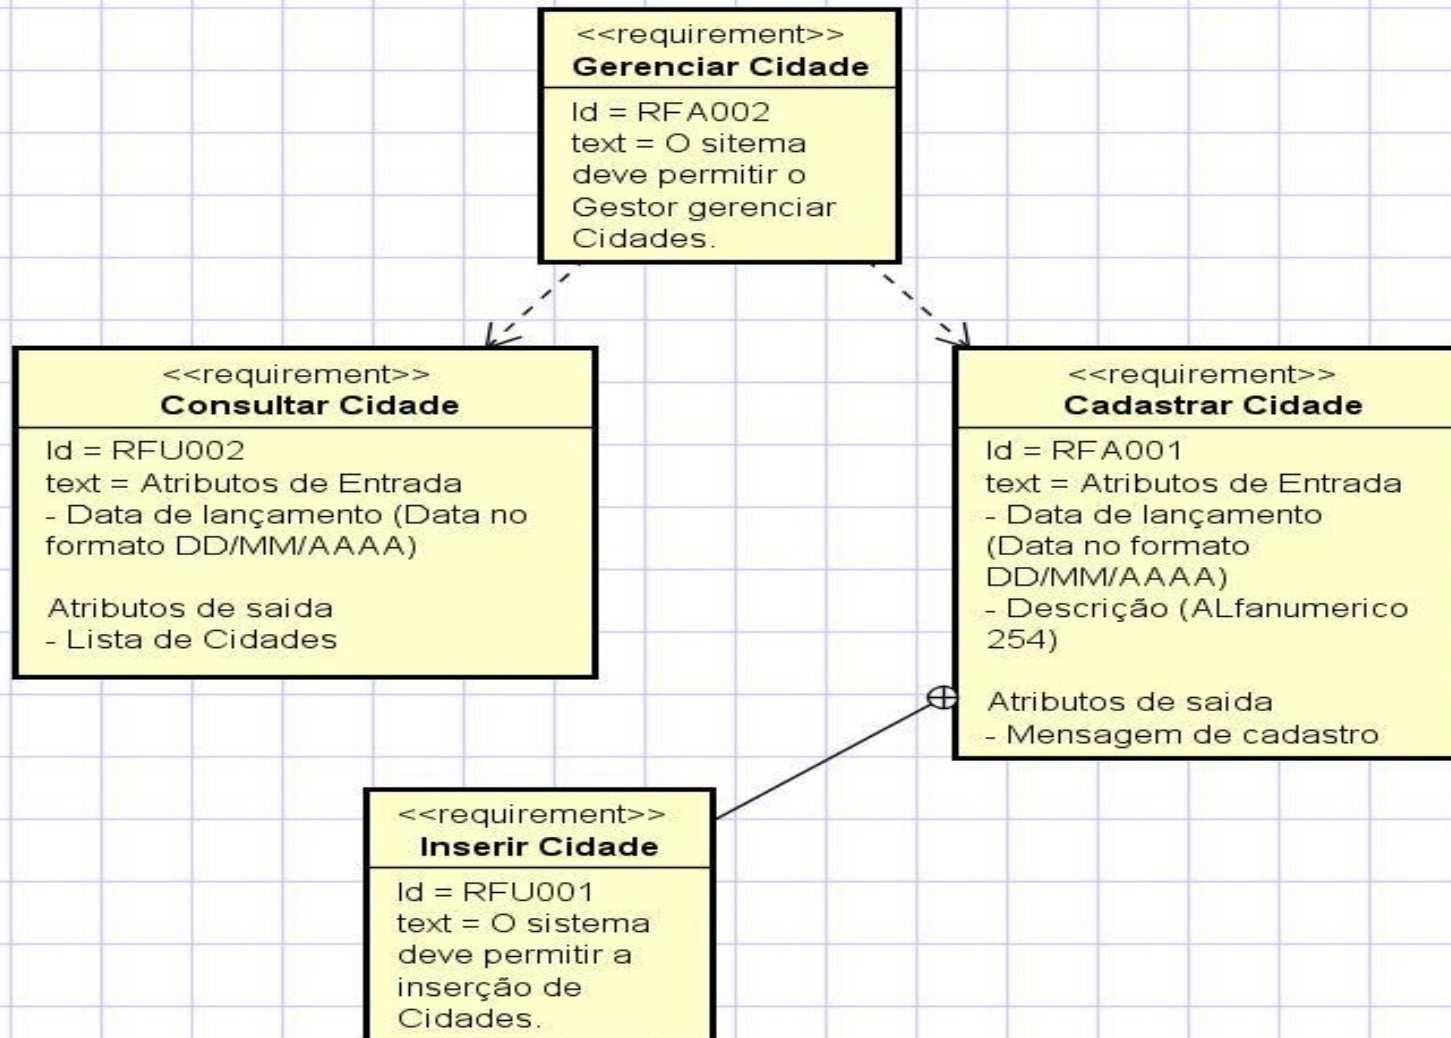 <<requirement>>
Gerenciar Cidade
Id = RFA002
text = O sitema
deve permitir o
Gestor gerenciar
Cidades.
<<requirement>>
Consultar Cidade
Id = RFU002
text = Atributos de Entrada
- Data de lançamento (Data no
formato DD/MM/AAAA)
Atributos de saida
- Lista de Cidades
<<requirement>>
Cadastrar Cidade
Id = RFA001
text = Atributos de Entrada
- Data de lançamento
(Data no formato
DD/MM/AAAA)
- Descrição (ALfanumerico
254)
Atributos de saida
- Mensagem de cadastro
<<requirement>>
Inserir Cidade
Id = RFU001
text = O sistema
deve permitir a
inserção de
Cidades.